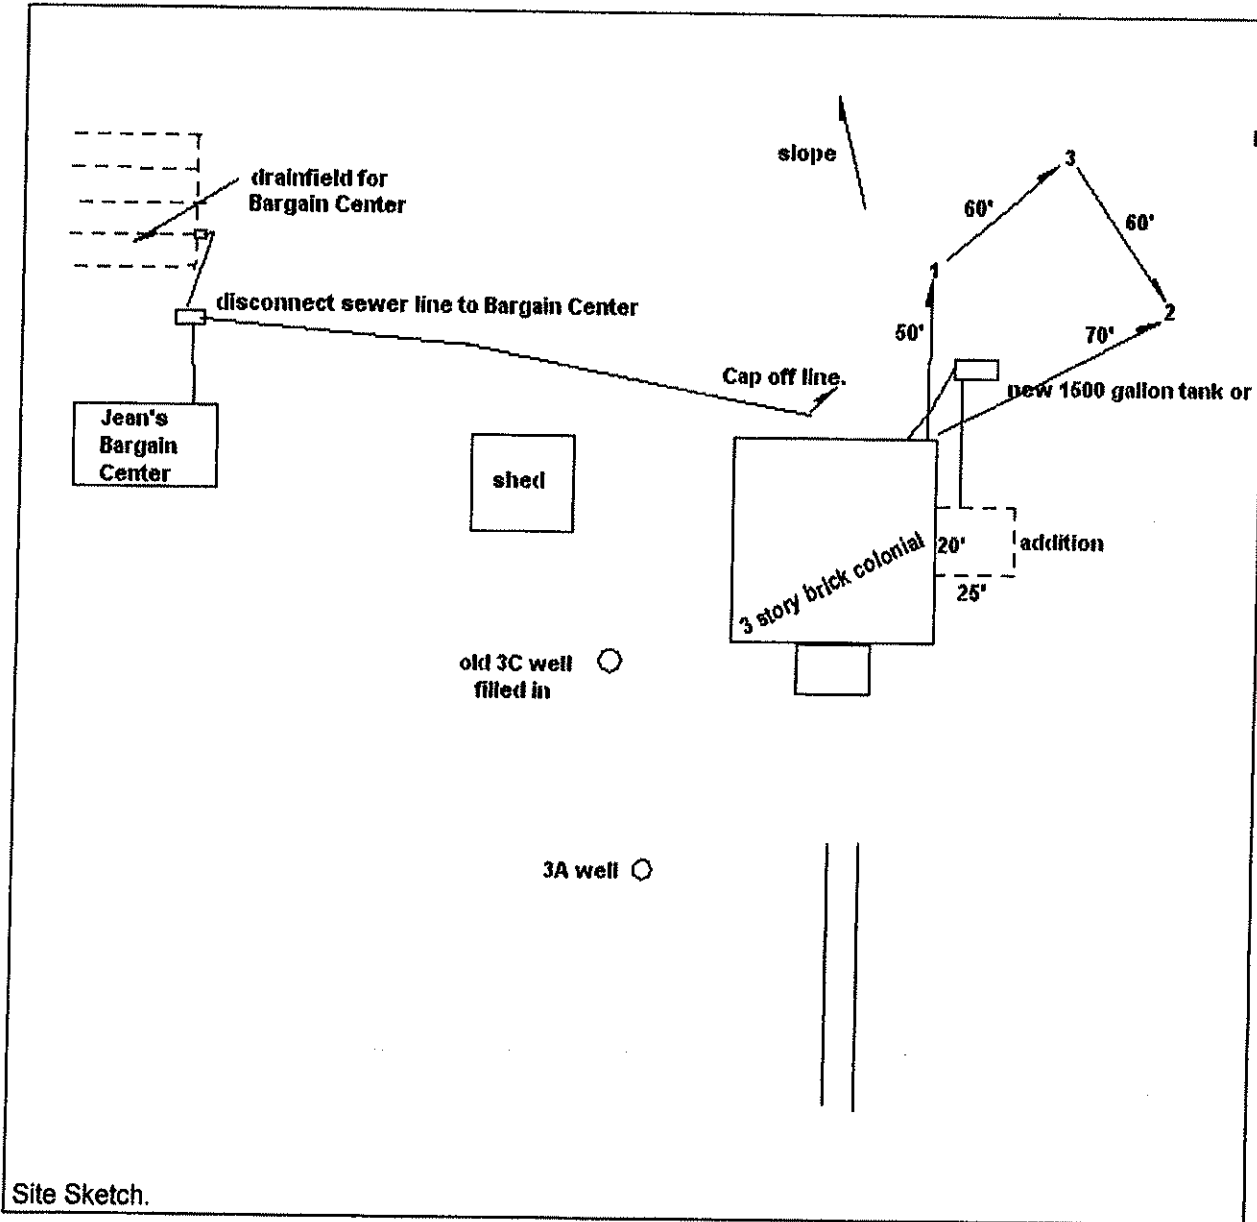 slope
3
60'
60'
drainfield for
Bargain Center
1
2
disconnect sewer line to Bargain Center
50'
70'
Cap off line.
new 1500 gallon tank or
Jean's
Bargain
Center
shed
3 story brick colonial
20'
addition
25'
old 3C well
filled in
3A well
Site Sketch.